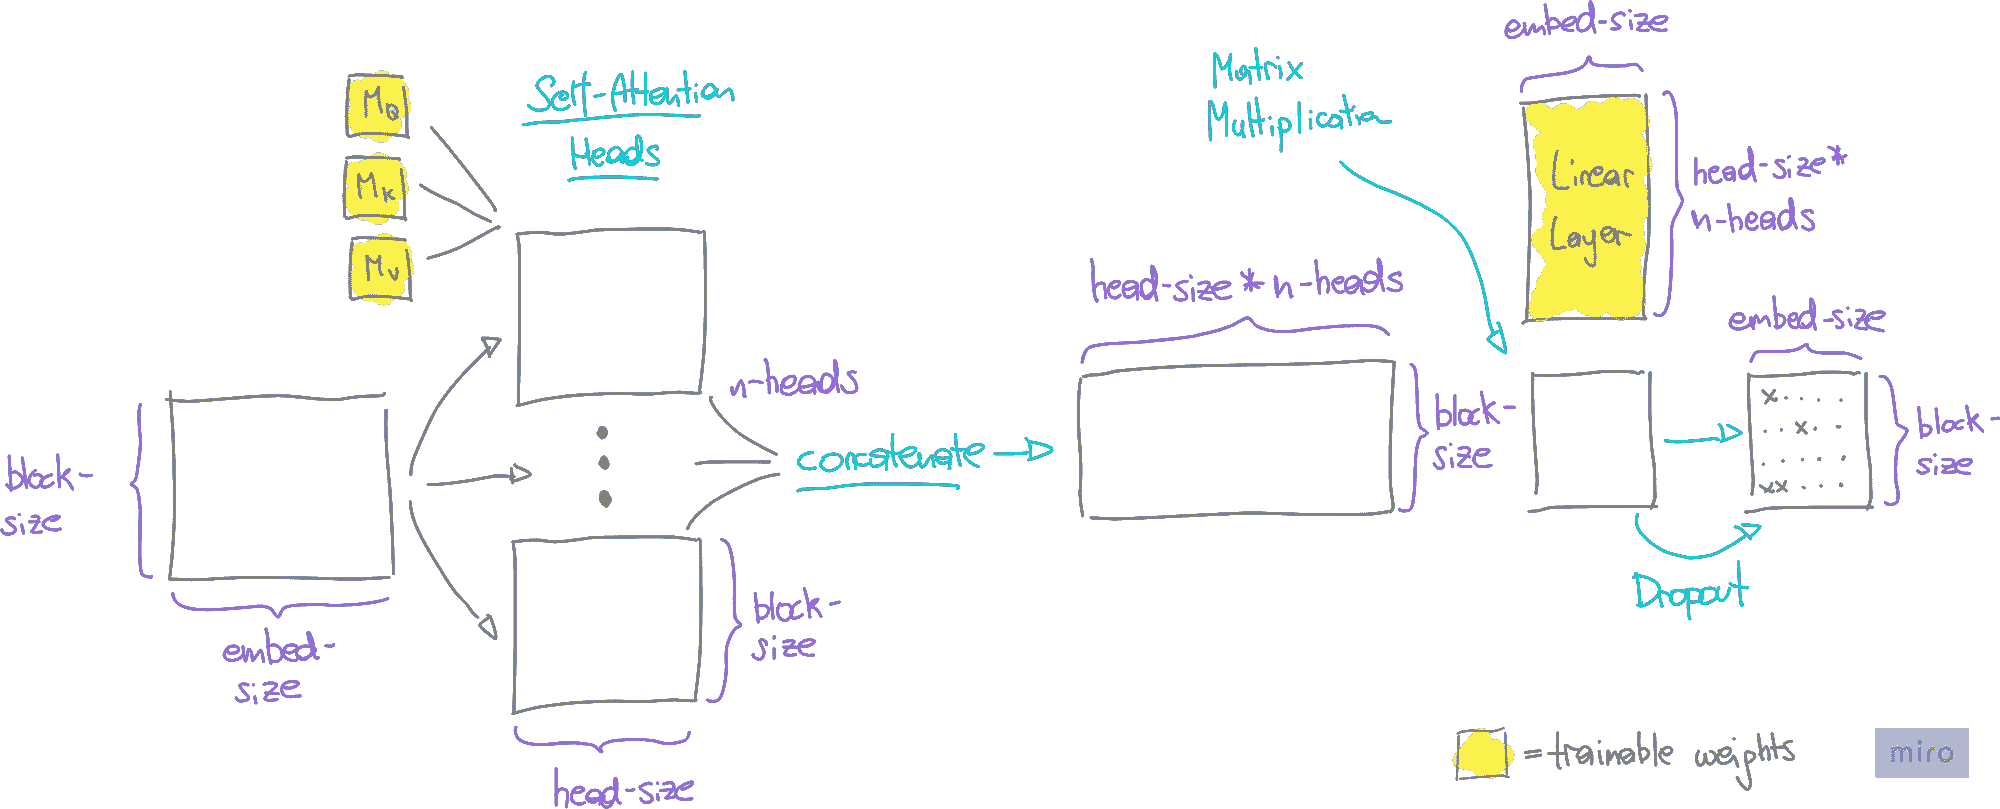 M_Q
M_K
M_V
Self-Attention
Heads
block-
size
embed-
size
n-heads
block-
size
head-size
concatenate
head-size * n-heads
block-
size
Matrix
Multiplication
embed-size
Linear
Layer
head-size *
n-heads
embed-size
x . . . .
. . x . .
. . . . .
xx . . .
block-
size
Dropout
= trainable weights
miro